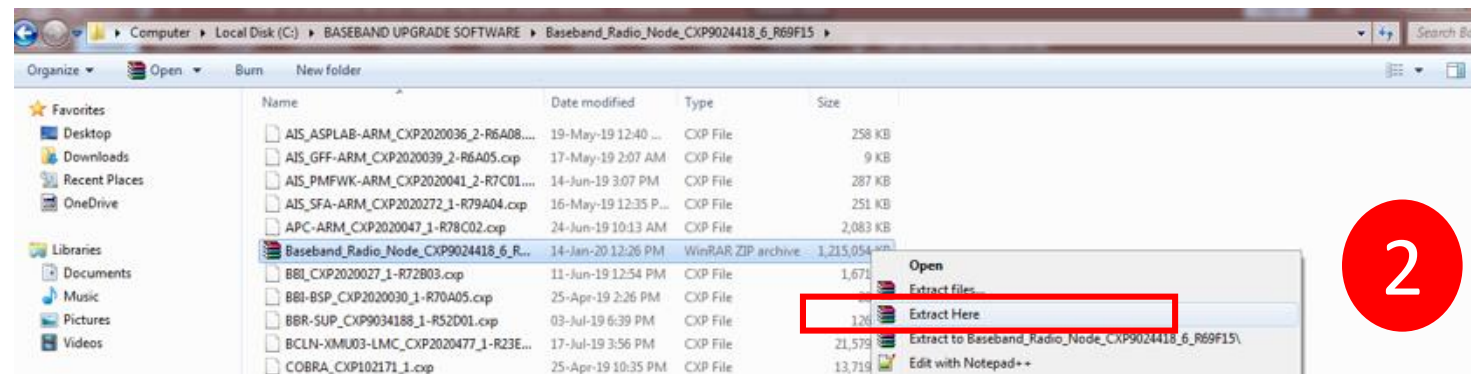 Computer ▸ Local Disk (C:) ▸ BASEBAND UPGRADE SOFTWARE ▸ Baseband_Radio_Node_CXP9024418_6_R69F15 ▸ Search
Organize Open Burn New folder
Name Date modified Type Size
Favorites
Desktop
Downloads
Recent Places
OneDrive
Libraries
Documents
Music
Pictures
Videos
AIS_ASPLAB-ARM_CXP2020036_2-R6A08.... 19-May-19 12:40 ... CXP File 258 KB
AIS_GFF-ARM_CXP2020039_2-R6A05.cxp 17-May-19 2:07 AM CXP File 9 KB
AIS_PMFWK-ARM_CXP2020041_2-R7C01.... 14-Jun-19 3:07 PM CXP File 287 KB
AIS_SFA-ARM_CXP2020272_1-R79A04.cxp 16-May-19 12:35 P... CXP File 251 KB
APC-ARM_CXP2020047_1-R78C02.cxp 24-Jun-19 10:13 AM CXP File 2,083 KB
Baseband_Radio_Node_CXP9024418_6_R... 14-Jan-20 12:26 PM WinRAR ZIP archive 1,215,054 KB
BBI_CXP2020027_1-R72B03.cxp 11-Jun-19 12:54 PM CXP File 1,671
BBI-BSP_CXP2020030_1-R70A05.cxp 25-Apr-19 2:26 PM CXP File
BBR-SUP_CXP9034188_1-R52D01.cxp 03-Jul-19 6:39 PM CXP File 126
BCLN-XMU03-LMC_CXP2020477_1-R23E... 17-Jul-19 3:56 PM CXP File 21,579
COBRA_CXP102171_1.cxp 25-Apr-19 10:35 PM CXP File 13,719
Open
Extract files...
Extract Here
Extract to Baseband_Radio_Node_CXP9024418_6_R69F15\
Edit with Notepad++
2